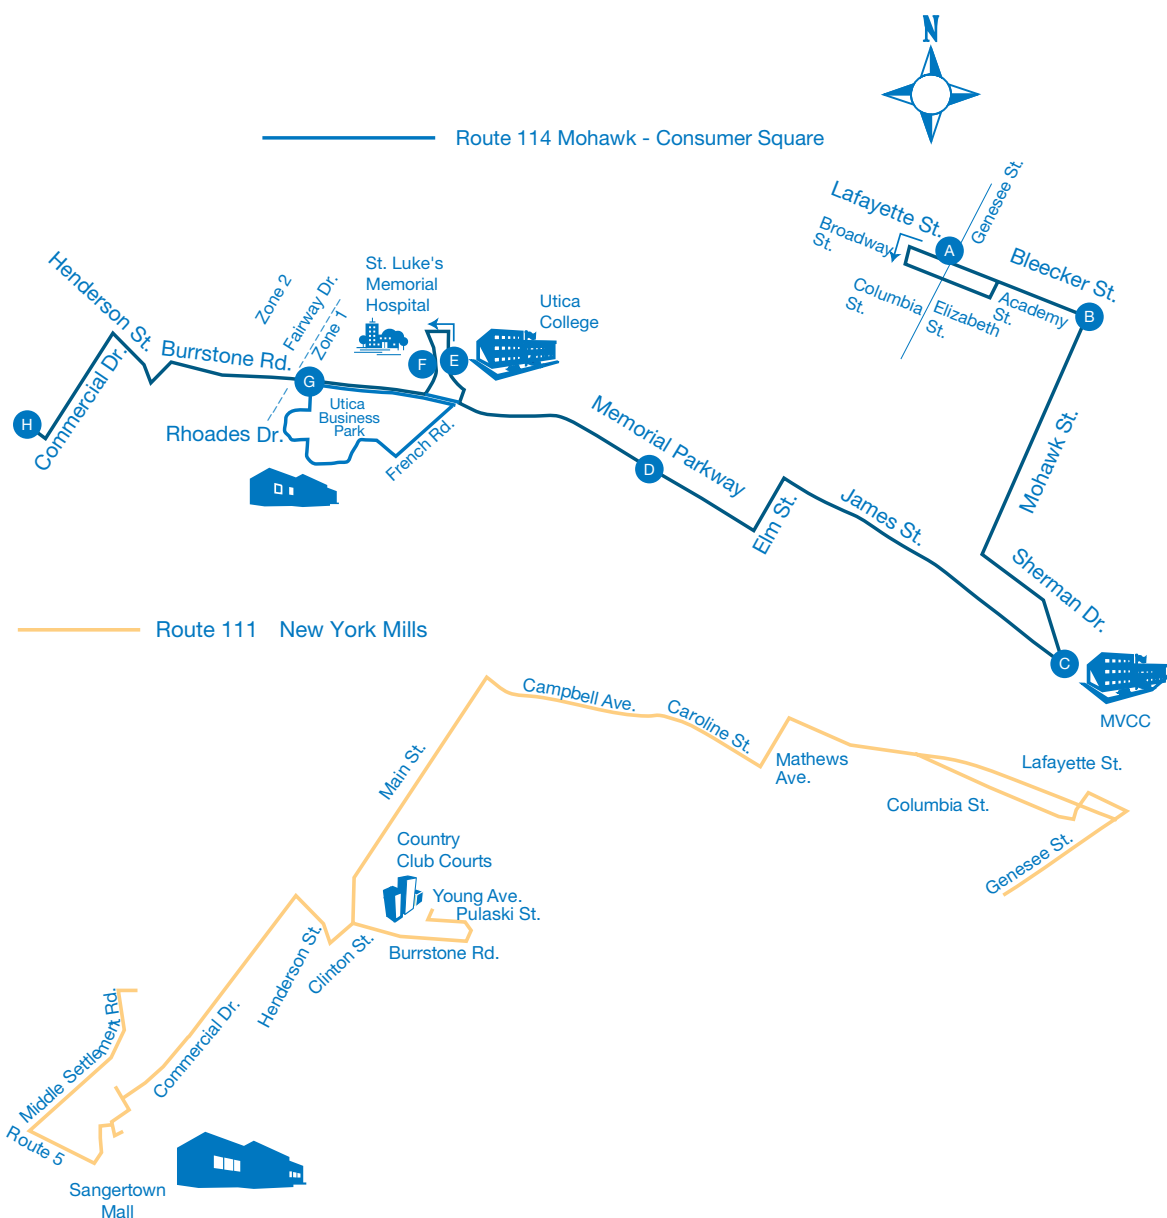 N
Route 114 Mohawk - Consumer Square
Lafayette St.
Genesee St.
Broadway
St.
A
Bleecker St.
Columbia
St.
Elizabeth
St.
Academy
St.
B
Henderson St.
Zone 2
Fairway Dr.
Zone 1
St. Luke's
Memorial
Hospital
Utica
College
Burrstone Rd.
F
E
G
H
Commercial Dr.
Rhoades Dr.
Utica
Business
Park
French Rd.
Memorial Parkway
D
Elm St.
James St.
Mohawk St.
Sherman Dr.
C
MVCC
Route 111 New York Mills
Campbell Ave.
Caroline St.
Main St.
Mathews
Ave.
Lafayette St.
Columbia St.
Genesee St.
Country
Club Courts
Young Ave.
Pulaski St.
Burrstone Rd.
Clinton St.
Henderson St.
Commercial Dr.
Middle Settlement Rd.
Route 5
Sangertown
Mall